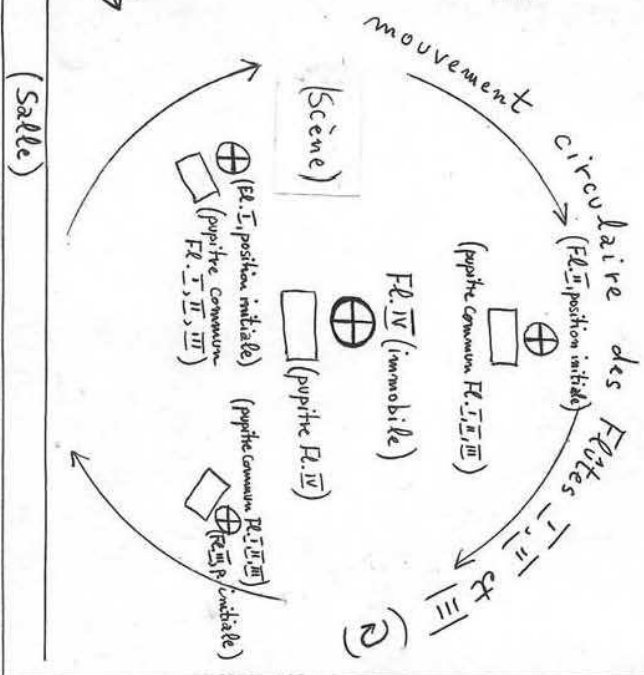 mouvement circulaire des Flûtes I, II et III (↻)
(Fl. II, position initiale)
(pupitre commun Fl. I, II, III)
(Scène)
Fl. IV (immobile)
(pupitre Fl. IV)
(Fl. I, position initiale)
(pupitre commun
Fl. I, II, III)
(pupitre commun Fl. I, II, III)
(Fl. III, p. initiale)
(Salle)